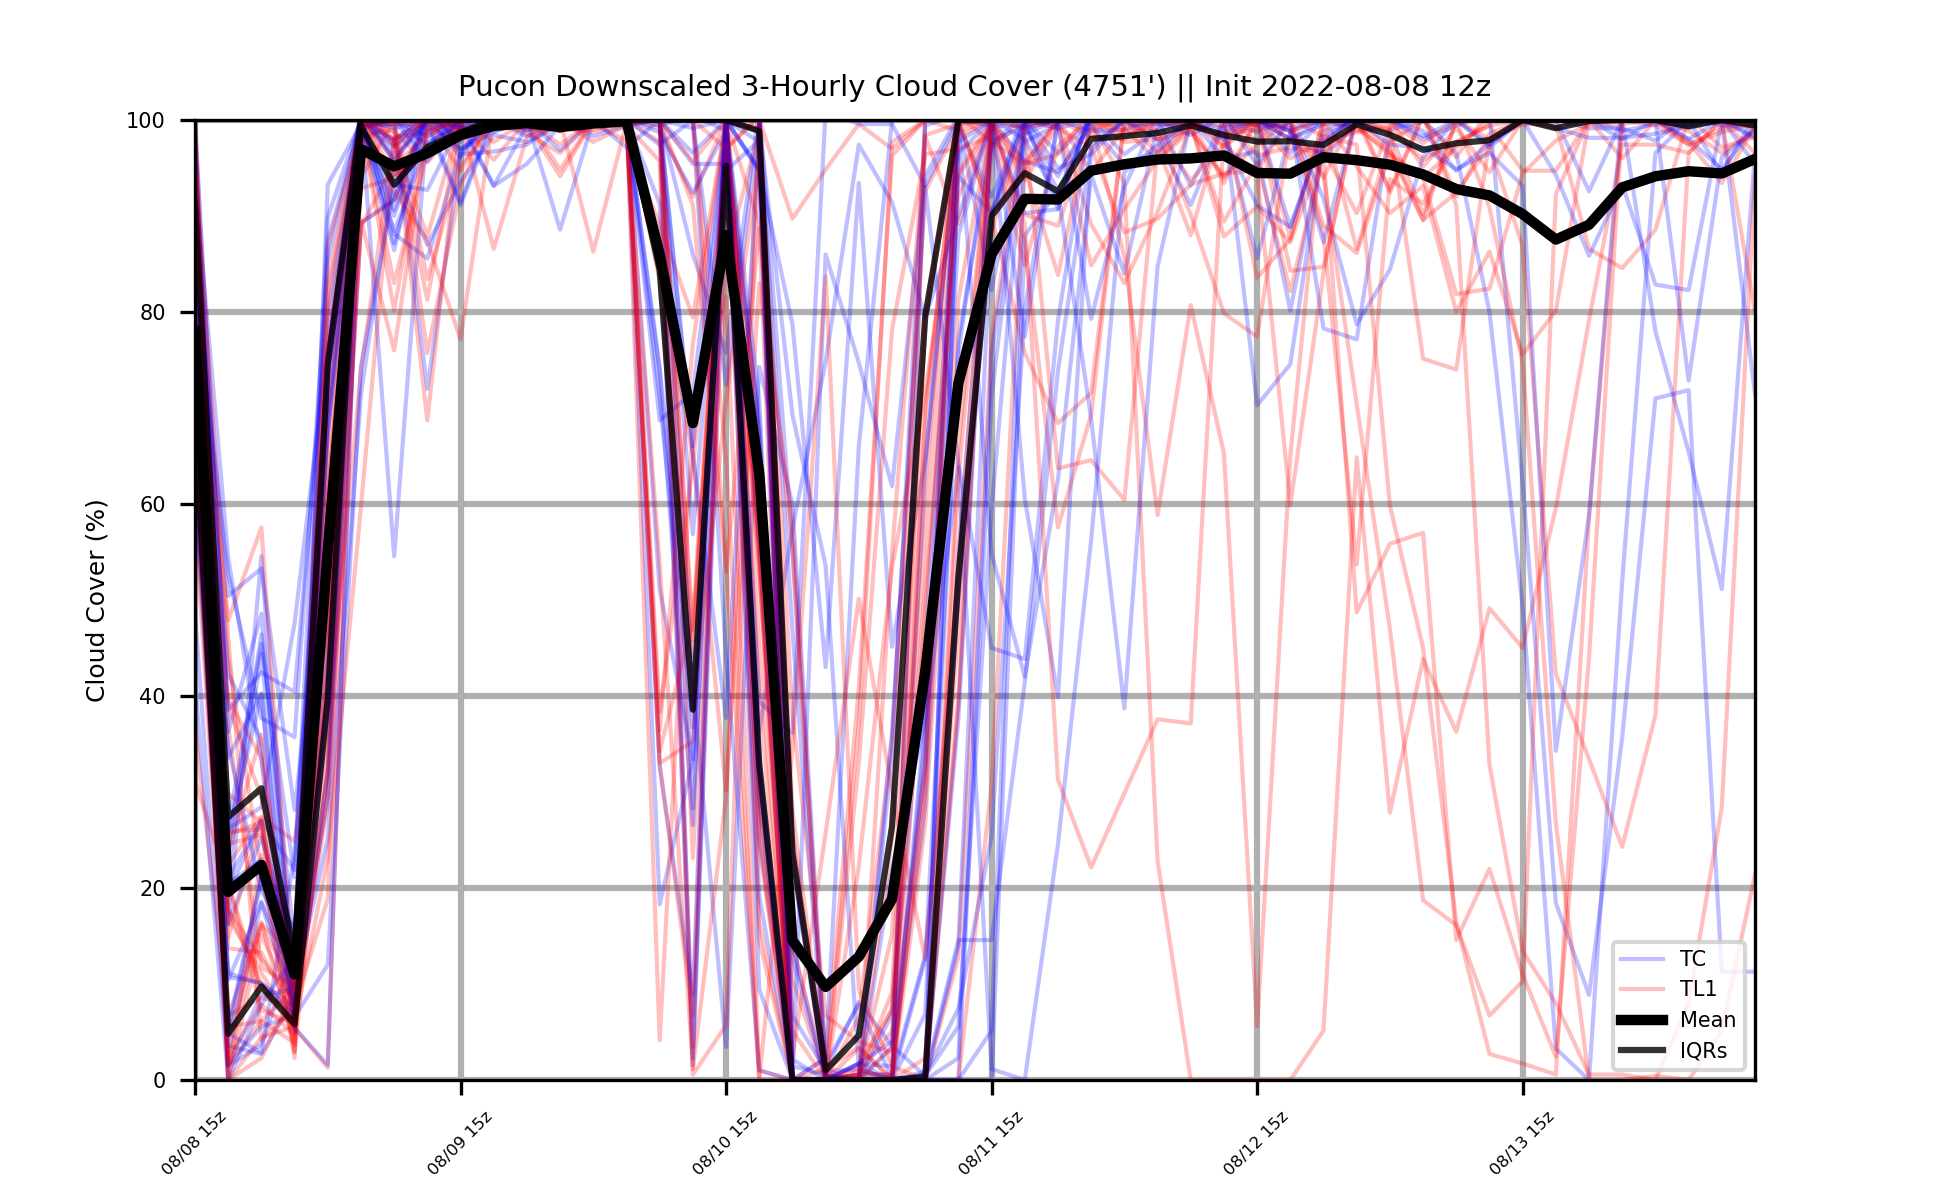 Pucon Downscaled 3-Hourly Cloud Cover (4751') || Init 2022-08-08 12z
Cloud Cover (%)
100
80
60
40
20
0
08/08 15z
08/09 15z
08/10 15z
08/11 15z
08/12 15z
08/13 15z
TC
TL1
Mean
IQRs